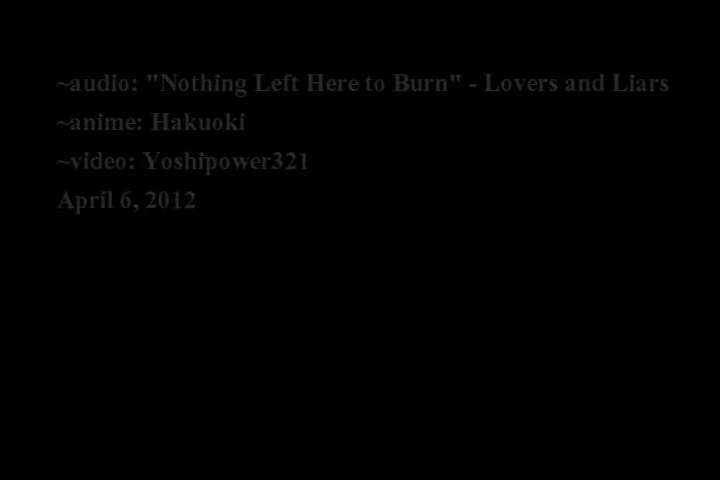 ~audio: "Nothing Left Here to Burn" - Lovers and Liars
~anime: Hakuoki
~video: Yoshipower321
April 6, 2012